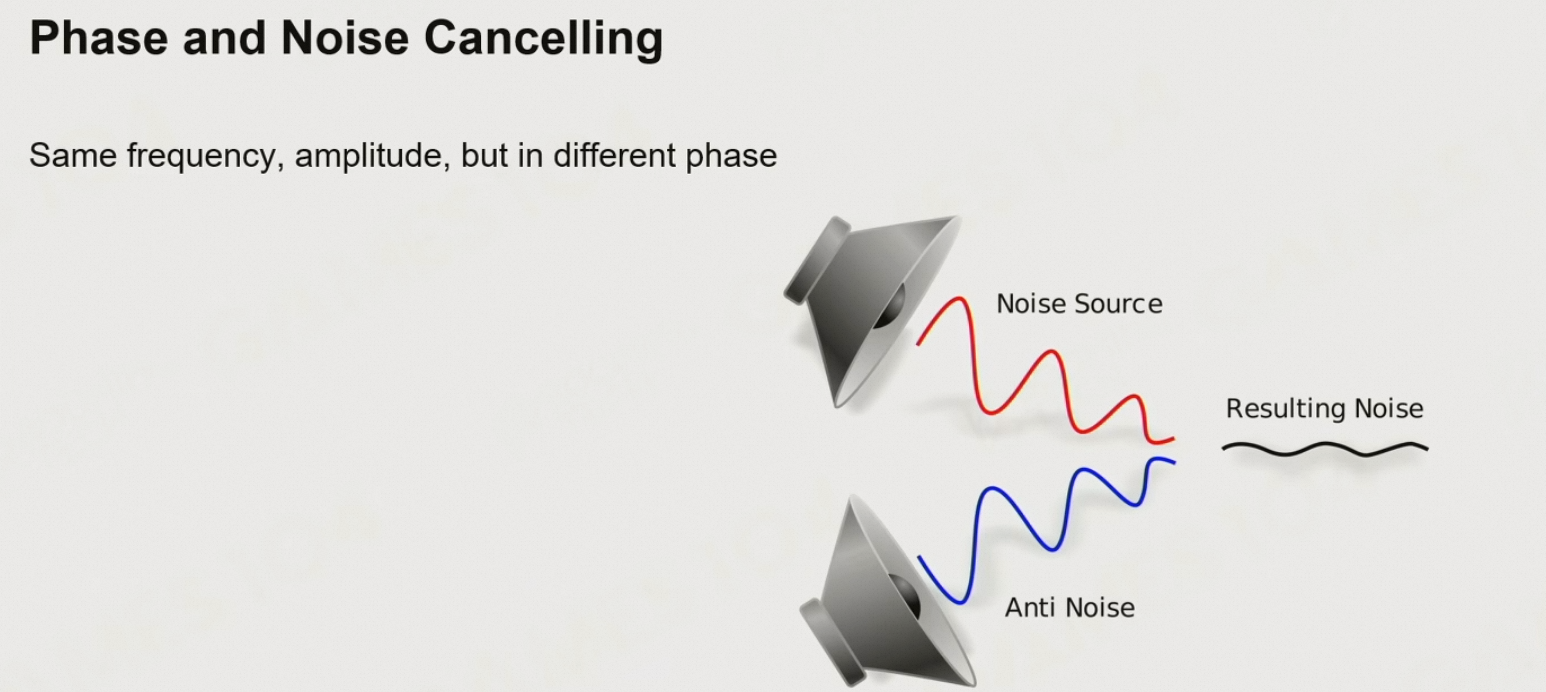 Phase and Noise Cancelling
Same frequency, amplitude, but in different phase
Noise Source
Resulting Noise
Anti Noise